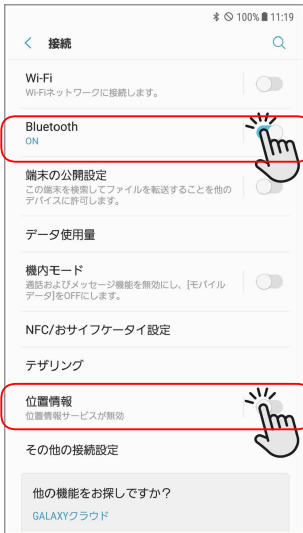 100% 11:19
接続
Wi-Fi
Wi-Fiネットワークに接続します。
Bluetooth
ON
端末の公開設定
この端末を検索してファイルを転送することを他の
デバイスに許可します。
データ使用量
機内モード
通話およびメッセージ機能を無効にし、[モバイル
データ]をOFFにします。
NFC/おサイフケータイ設定
テザリング
位置情報
位置情報サービスが無効
その他の接続設定
他の機能をお探しですか？
GALAXYクラウド